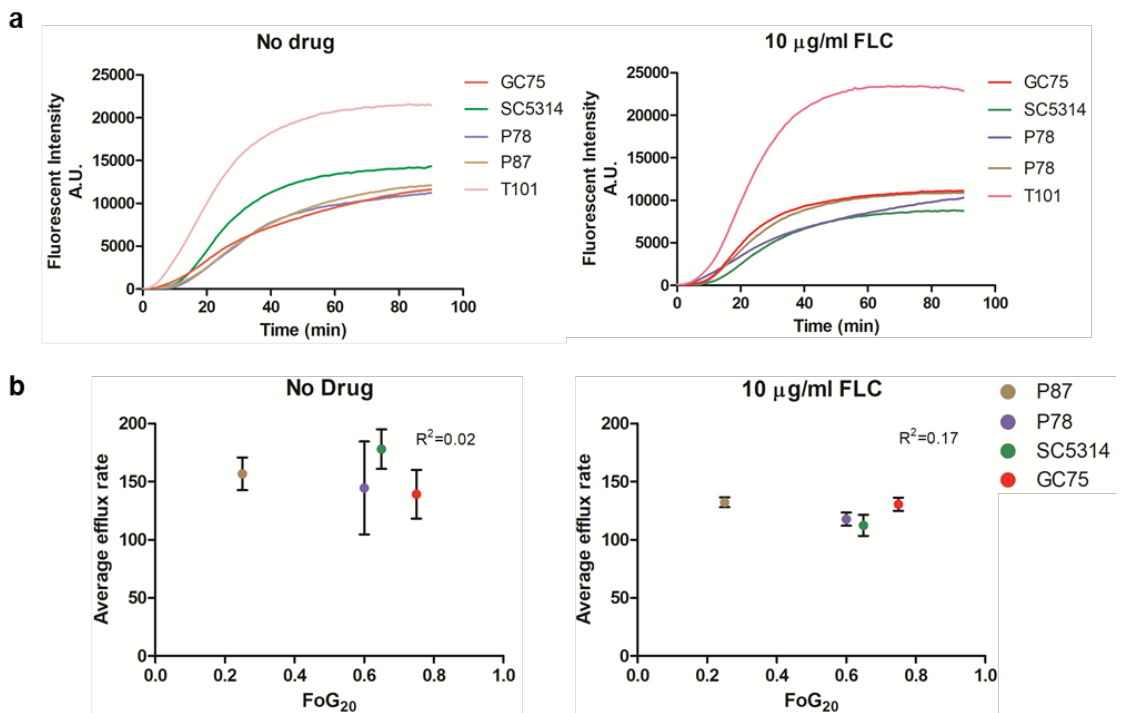 a
No drug
25000
20000
15000
10000
5000
0
0 20 40 60 80 100
Time (min)
Fluorescent Intensity
A.U.
GC75
SC5314
P78
P87
T101
10 μg/ml FLC
25000
20000
15000
10000
5000
0
0 20 40 60 80 100
Time (min)
Fluorescent Intensity
A.U.
GC75
SC5314
P78
P78
T101
b
No Drug
R²=0.02
200
150
100
50
0
0.0 0.2 0.4 0.6 0.8 1.0
FoG₂₀
Average efflux rate
10 μg/ml FLC
R²=0.17
200
150
100
50
0
0.0 0.2 0.4 0.6 0.8 1.0
FoG₂₀
Average efflux rate
P87
P78
SC5314
GC75